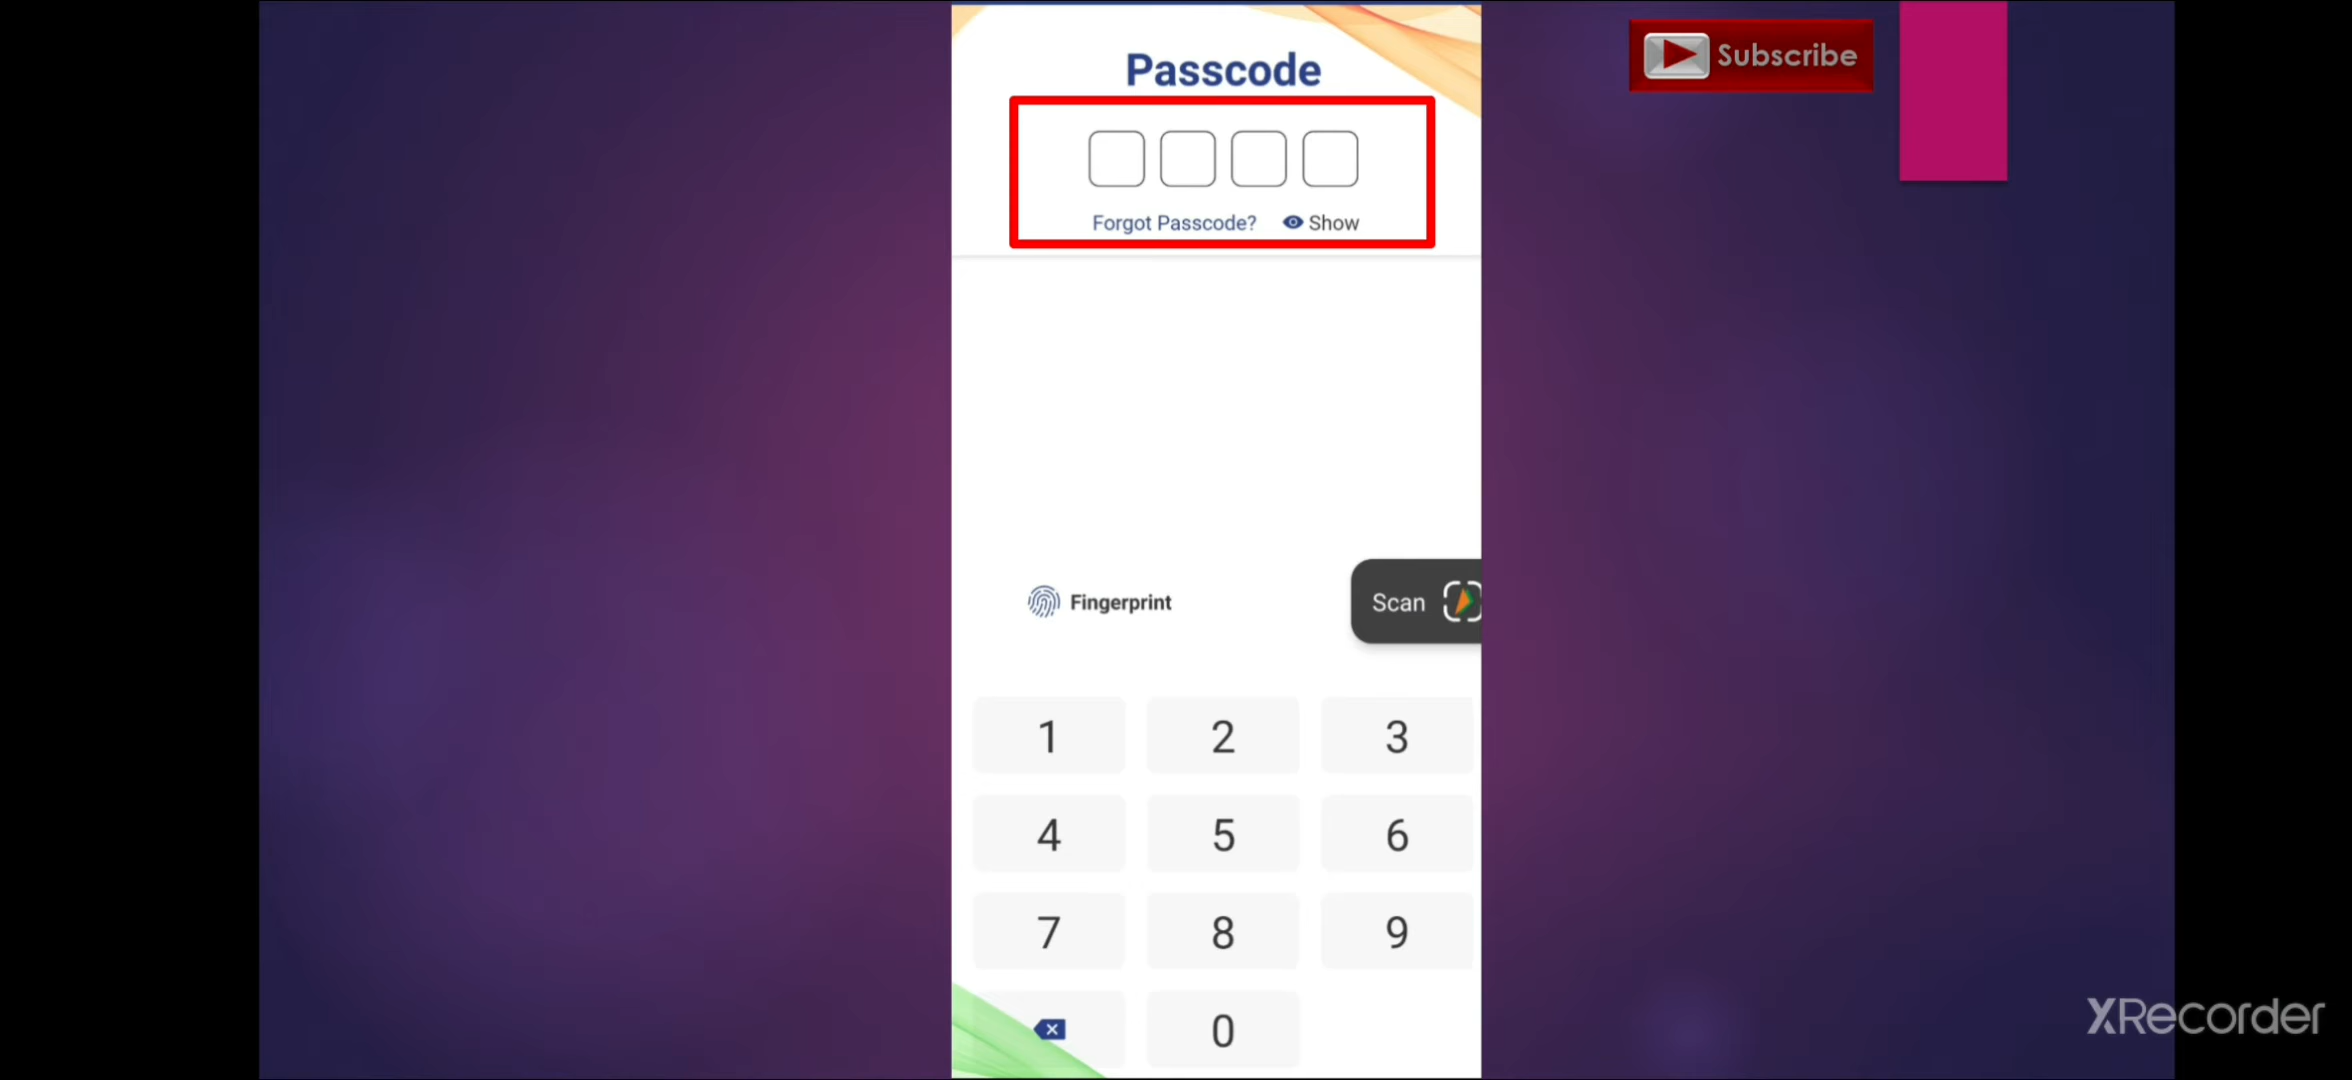 Passcode
Subscribe
Forgot Passcode? Show
Fingerprint
Scan
1 2 3
4 5 6
7 8 9
0
XRecorder